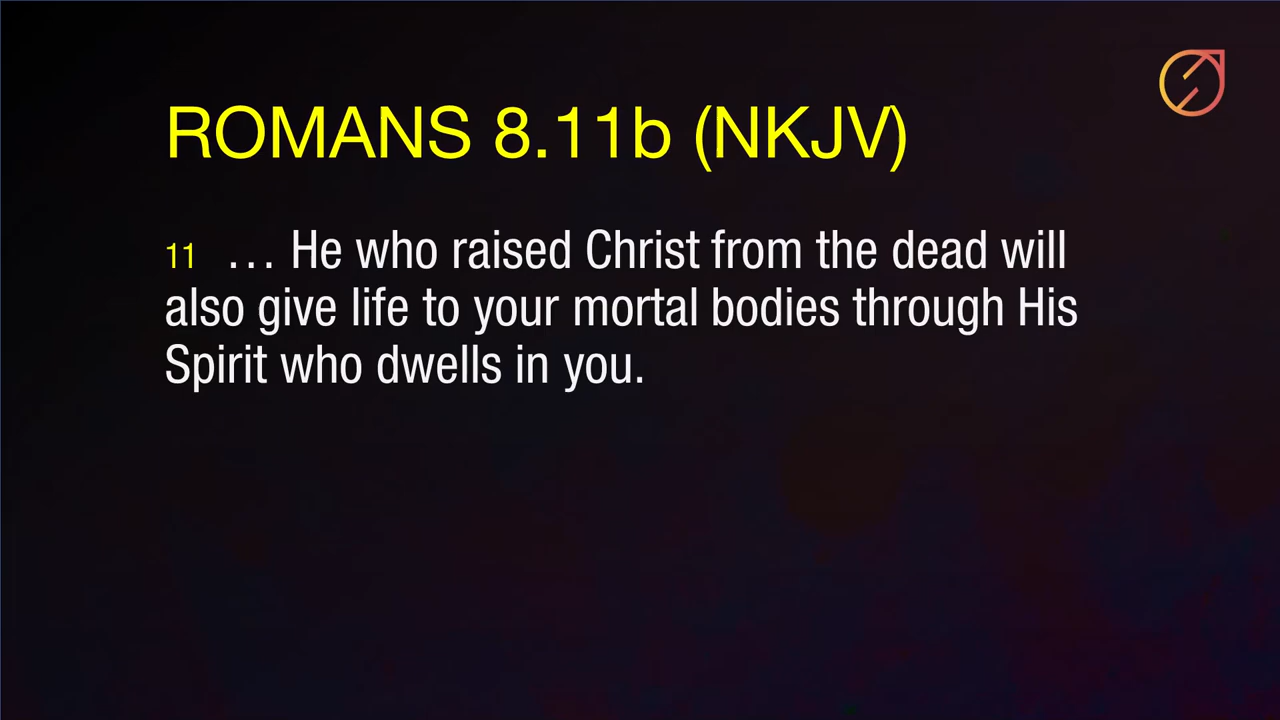 ROMANS 8.11b (NKJV)
11 … He who raised Christ from the dead will
also give life to your mortal bodies through His
Spirit who dwells in you.